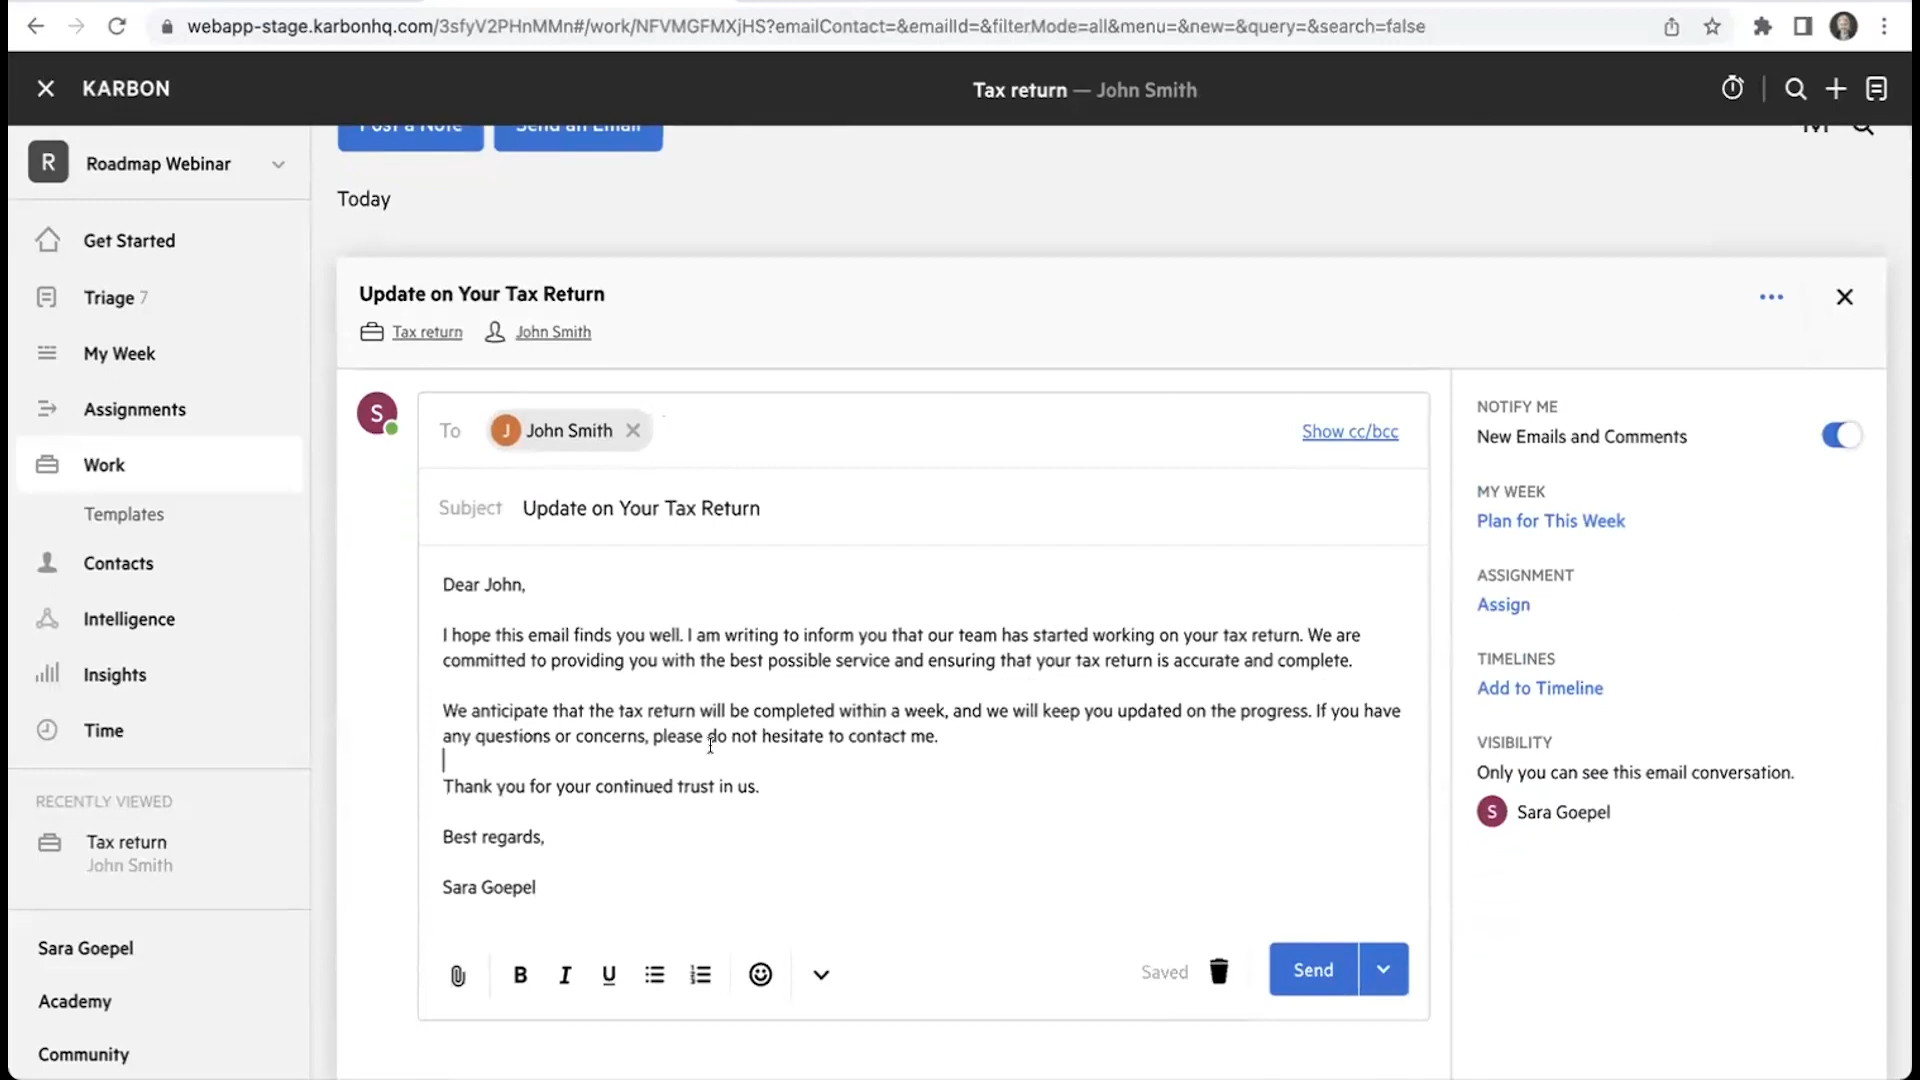 webapp-stage.karbonhq.com/3sfyV2PHnMMn#/work/NFVMGFMXjHS?emailContact=&emailId=&filterMode=all&menu=&new=&query=&search=false
KARBON
Tax return — John Smith
R Roadmap Webinar
Post a Note
Send an Email
Today
Get Started
Triage 7
My Week
Assignments
Work
Templates
Contacts
Intelligence
Insights
Time
RECENTLY VIEWED
Tax return
John Smith
Sara Goepel
Academy
Community
Update on Your Tax Return
Tax return John Smith
S
To J John Smith Show cc/bcc
Subject Update on Your Tax Return
Dear John,
I hope this email finds you well. I am writing to inform you that our team has started working on your tax return. We are
committed to providing you with the best possible service and ensuring that your tax return is accurate and complete.
We anticipate that the tax return will be completed within a week, and we will keep you updated on the progress. If you have
any questions or concerns, please do not hesitate to contact me.
Thank you for your continued trust in us.
Best regards,
Sara Goepel
B I U
Saved
Send
NOTIFY ME
New Emails and Comments
MY WEEK
Plan for This Week
ASSIGNMENT
Assign
TIMELINES
Add to Timeline
VISIBILITY
Only you can see this email conversation.
S Sara Goepel